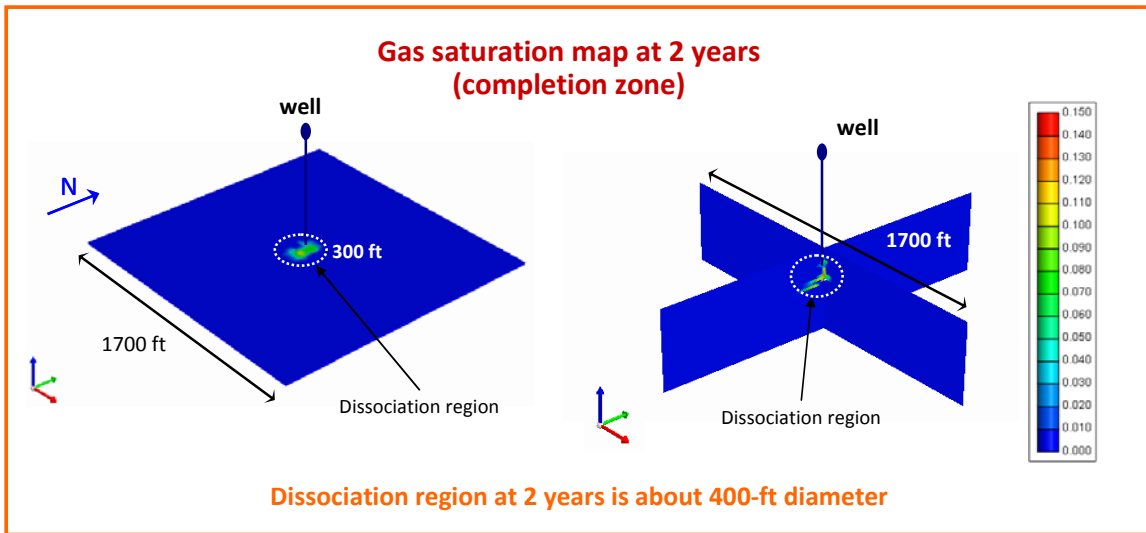 Gas saturation map at 2 years
(completion zone)
well
N
300 ft
1700 ft
Dissociation region
well
1700 ft
Dissociation region
0.150
0.140
0.130
0.120
0.110
0.100
0.090
0.080
0.070
0.060
0.050
0.040
0.030
0.020
0.010
0.000
Dissociation region at 2 years is about 400-ft diameter